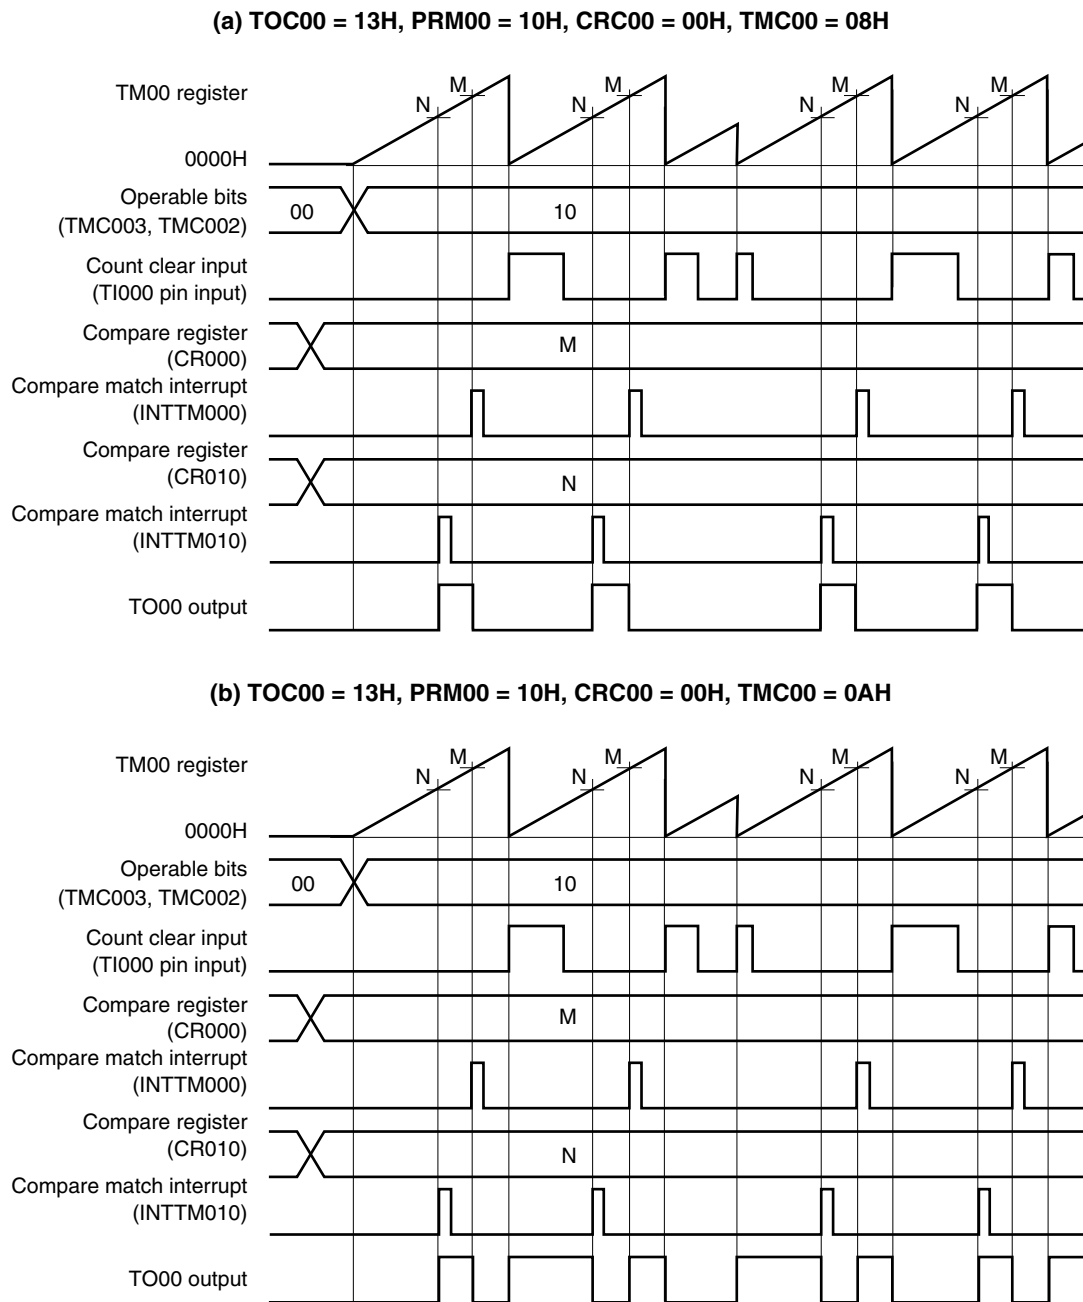 (a) TOC00 = 13H, PRM00 = 10H, CRC00 = 00H, TMC00 = 08H
TM00 register
N M N M N M N M
0000H
Operable bits
(TMC003, TMC002)
00 10
Count clear input
(TI000 pin input)
Compare register
(CR000)
M
Compare match interrupt
(INTTM000)
Compare register
(CR010)
N
Compare match interrupt
(INTTM010)
TO00 output
(b) TOC00 = 13H, PRM00 = 10H, CRC00 = 00H, TMC00 = 0AH
TM00 register
N M N M N M N M
0000H
Operable bits
(TMC003, TMC002)
00 10
Count clear input
(TI000 pin input)
Compare register
(CR000)
M
Compare match interrupt
(INTTM000)
Compare register
(CR010)
N
Compare match interrupt
(INTTM010)
TO00 output